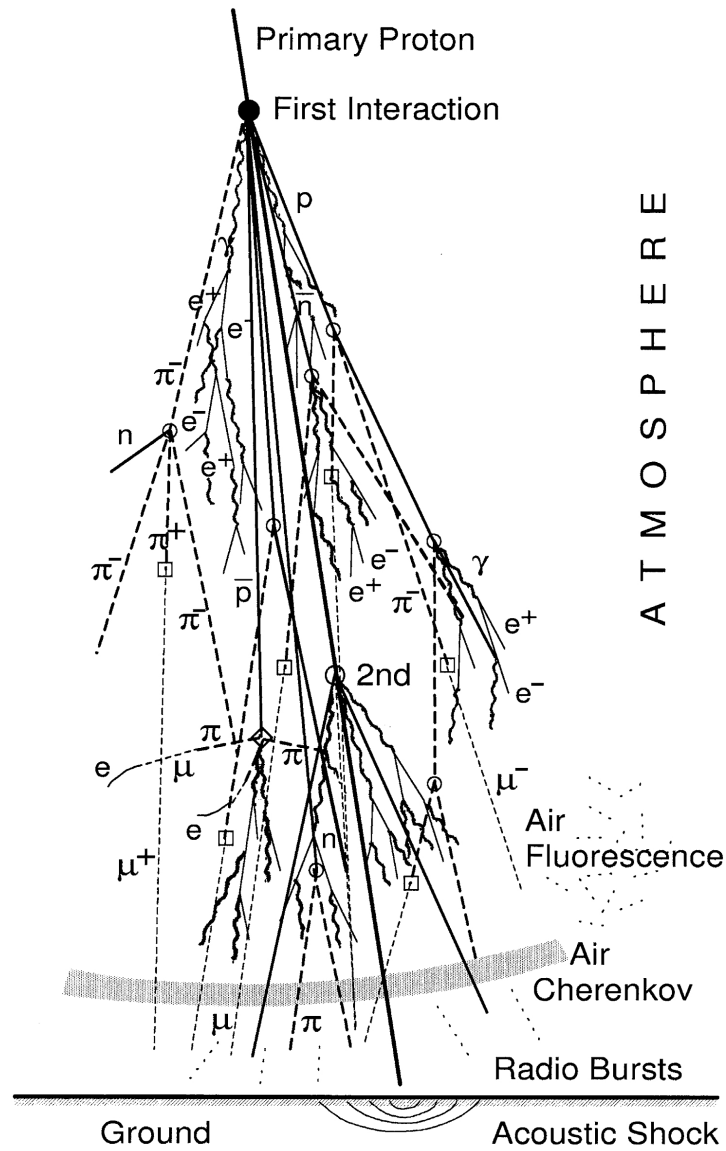 Primary Proton
First Interaction
ATMOSPHERE
p
γ
e+
n̅
e-
π-
n
e-
e+
π+
π-
p̅
π-
e-
e+
π-
γ
e+
e-
2nd
π
π
e
μ
μ-
e
n
μ+
Air
Fluorescence
Air
Cherenkov
μ
π
Radio Bursts
Ground
Acoustic Shock